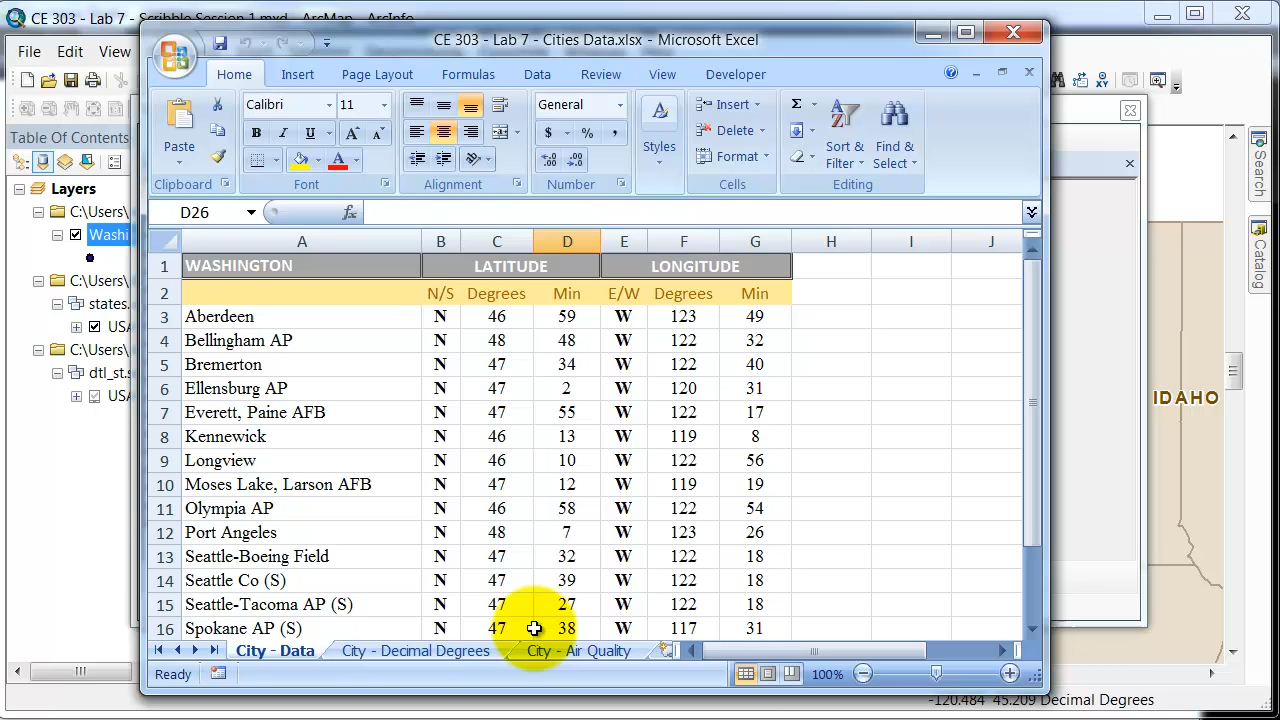 CE 303 - Lab 7 - Scribble Session 1.mxd - ArcMap - ArcInfo
CE 303 - Lab 7 - Cities Data.xlsx - Microsoft Excel
File Edit View
Home Insert Page Layout Formulas Data Review View Developer
Calibri 11 General
Paste
B I U A A
$ % ,
Styles
Insert
Delete
Format
Σ
Sort & Filter
Find & Select
Clipboard Font Alignment Number Cells Editing
Table Of Contents
Layers
C:\Users\
Washi
C:\Users\
states.
USA
C:\Users\
dtl_st.s
USA
D26 fx
A B C D E F G H I J
1 WASHINGTON LATITUDE LONGITUDE
2 N/S Degrees Min E/W Degrees Min
3 Aberdeen N 46 59 W 123 49
4 Bellingham AP N 48 48 W 122 32
5 Bremerton N 47 34 W 122 40
6 Ellensburg AP N 47 2 W 120 31
7 Everett, Paine AFB N 47 55 W 122 17
8 Kennewick N 46 13 W 119 8
9 Longview N 46 10 W 122 56
10 Moses Lake, Larson AFB N 47 12 W 119 19
11 Olympia AP N 46 58 W 122 54
12 Port Angeles N 48 7 W 123 26
13 Seattle-Boeing Field N 47 32 W 122 18
14 Seattle Co (S) N 47 39 W 122 18
15 Seattle-Tacoma AP (S) N 47 27 W 122 18
16 Spokane AP (S) N 47 38 W 117 31
City - Data City - Decimal Degrees City - Air Quality
Ready 100%
Search
Catalog
IDAHO
-120.484 45.209 Decimal Degrees